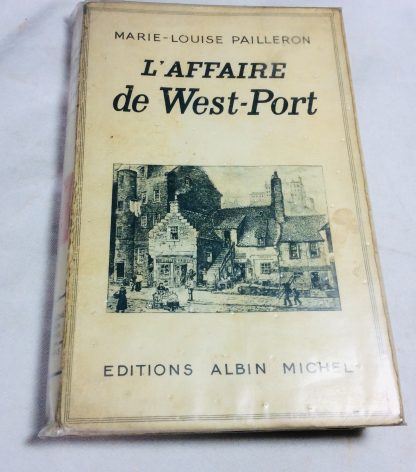 MARIE-LOUISE PAILLERON
L'AFFAIRE
de West-Port
EDITIONS ALBIN MICHEL